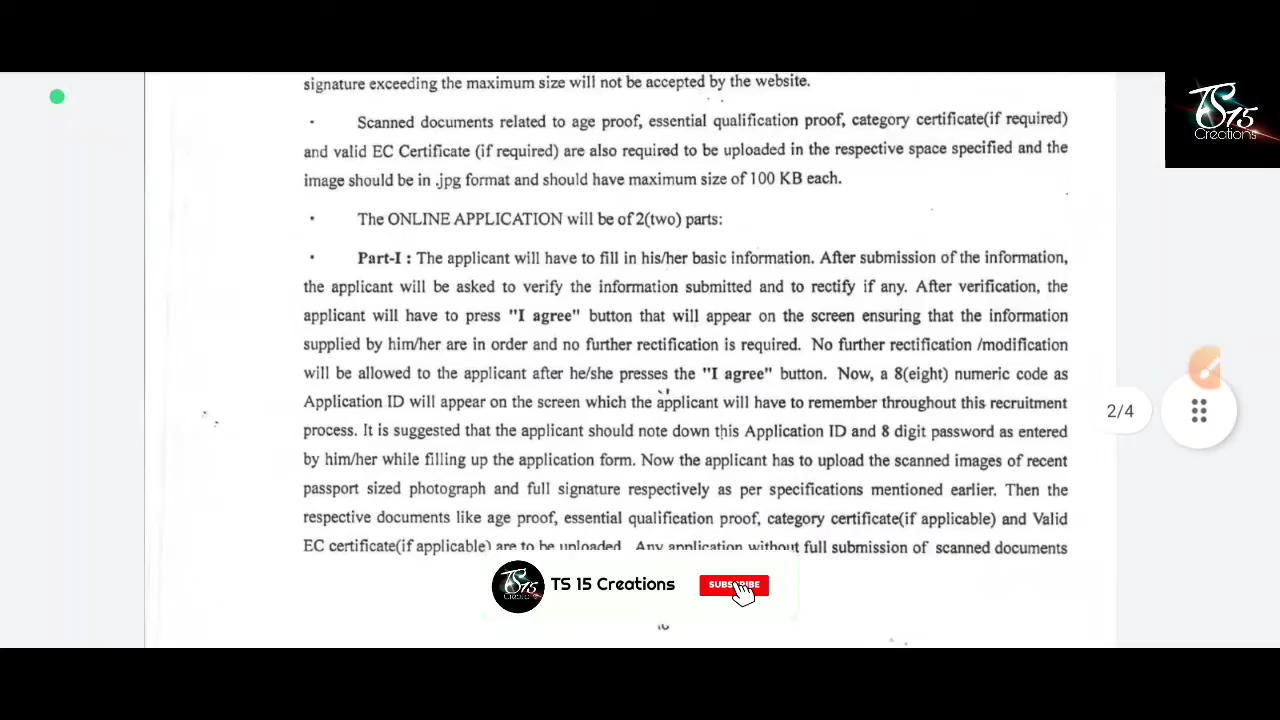 signature exceeding the maximum size will not be accepted by the website.
· Scanned documents related to age proof, essential qualification proof, category certificate(if required)
and valid EC Certificate (if required) are also required to be uploaded in the respective space specified and the
image should be in .jpg format and should have maximum size of 100 KB each.
· The ONLINE APPLICATION will be of 2(two) parts:
· Part-I : The applicant will have to fill in his/her basic information. After submission of the information,
the applicant will be asked to verify the information submitted and to rectify if any. After verification, the
applicant will have to press "I agree" button that will appear on the screen ensuring that the information
supplied by him/her are in order and no further rectification is required. No further rectification /modification
will be allowed to the applicant after he/she presses the "I agree" button. Now, a 8(eight) numeric code as
Application ID will appear on the screen which the applicant will have to remember throughout this recruitment
process. It is suggested that the applicant should note down this Application ID and 8 digit password as entered
by him/her while filling up the application form. Now the applicant has to upload the scanned images of recent
passport sized photograph and full signature respectively as per specifications mentioned earlier. Then the
respective documents like age proof, essential qualification proof, category certificate(if applicable) and Valid
EC certificate(if applicable) are to be uploaded. Any application without full submission of scanned documents
TS 15 Creations
SUBSCRIBE
TS15
Creations
TS15
Creations
2/4